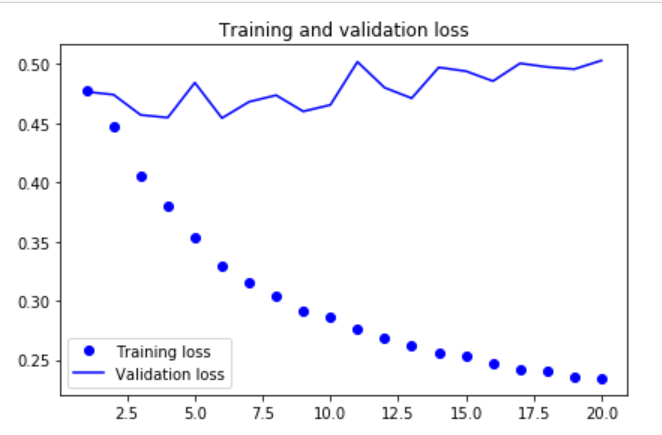 Training and validation loss
0.50
0.45
0.40
0.35
0.30
0.25
Training loss
Validation loss
2.5 5.0 7.5 10.0 12.5 15.0 17.5 20.0